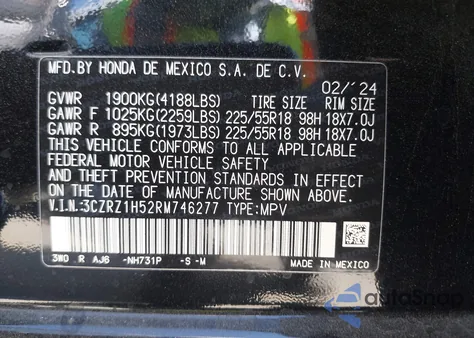 MFD.BY HONDA DE MEXICO S.A. DE C.V.
02/'24
GVWR 1900KG(4188LBS) TIRE SIZE RIM SIZE
GAWR F 1025KG(2259LBS) 225/55R18 98H 18X7.0J
GAWR R 895KG(1973LBS) 225/55R18 98H 18X7.0J
THIS VEHICLE CONFORMS TO ALL APPLICABLE
FEDERAL MOTOR VEHICLE SAFETY
AND THEFT PREVENTION STANDARDS IN EFFECT
ON THE DATE OF MANUFACTURE SHOWN ABOVE.
V.I.N.:3CZRZ1H52RM746277 TYPE:MPV
3W0 R AJ6 -NH731P -S -M
MADE IN MEXICO
autoSnap